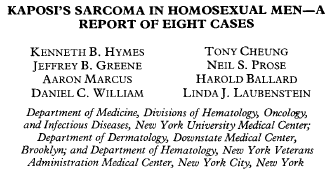 KAPOSI'S SARCOMA IN HOMOSEXUAL MEN—A
REPORT OF EIGHT CASES
KENNETH B. HYMES
TONY CHEUNG
JEFFREY B. GREENE
NEIL S. PROSE
AARON MARCUS
HAROLD BALLARD
DANIEL C. WILLIAM
LINDA J. LAUBENSTEIN
Department of Medicine, Divisions of Hematology, Oncology,
and Infectious Diseases, New York University Medical Center;
Department of Dermatology, Downstate Medical Center,
Brooklyn; and Department of Hematology, New York Veterans
Administration Medical Center, New York City, New York